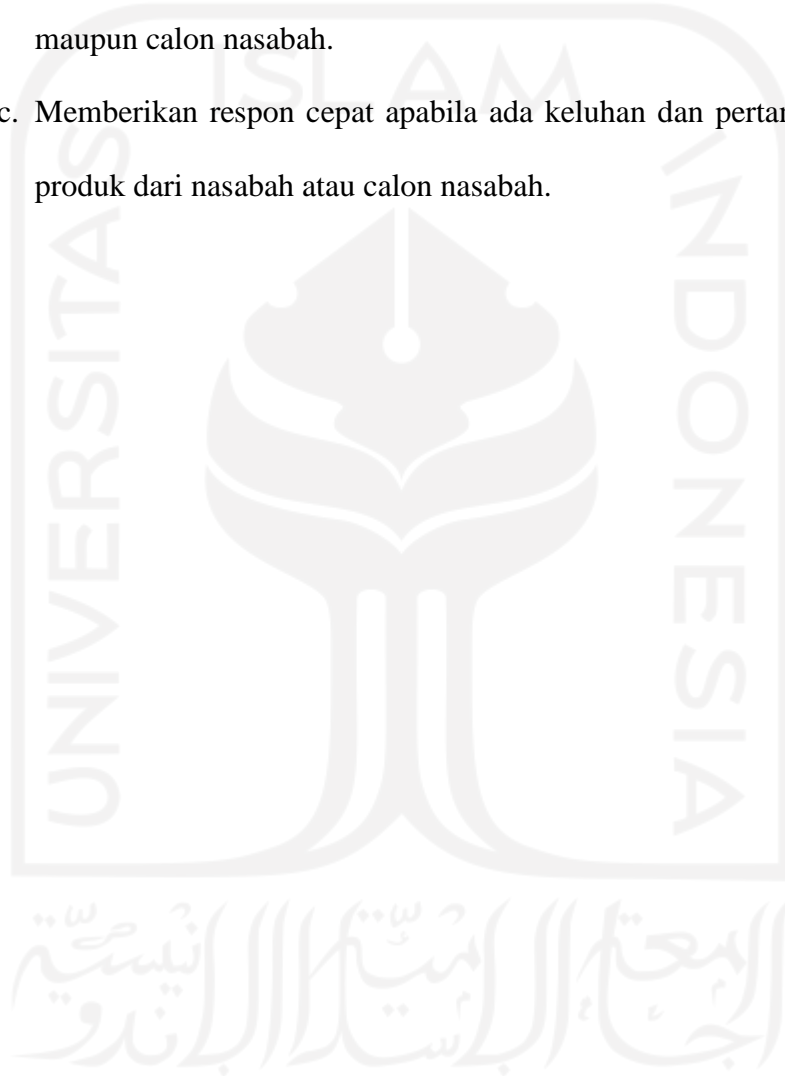 maupun calon nasabah.
c. Memberikan respon cepat apabila ada keluhan dan
produk dari nasabah atau calon nasabah.
ISLAM
UNIVERSITAS
INDONESIA